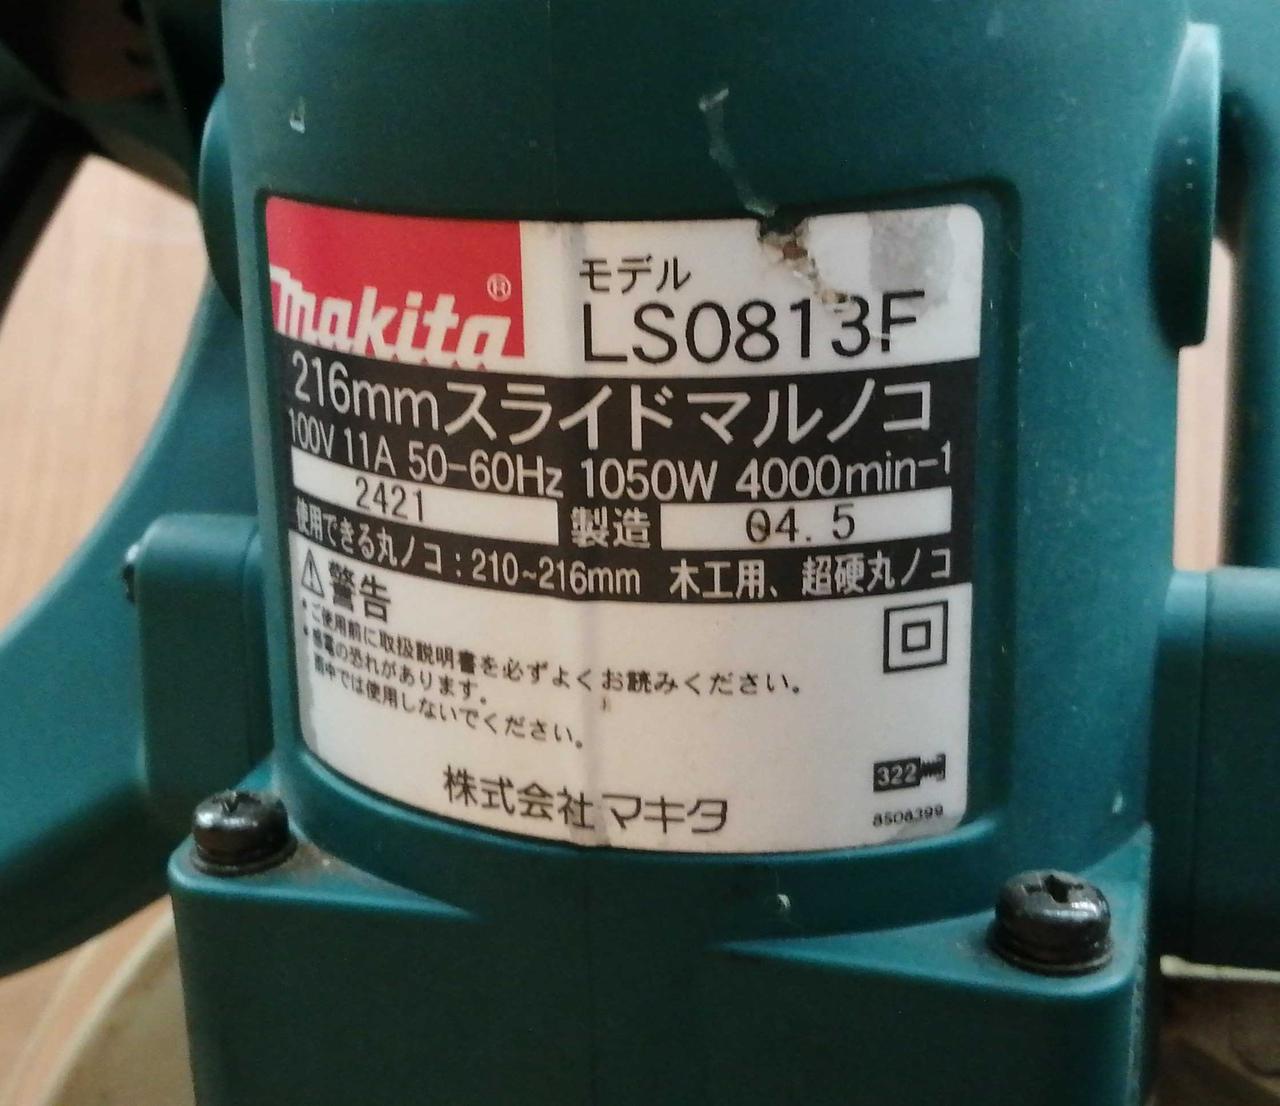 makita®
モデル
LS0813F
216mmスライドマルノコ
100V 11A 50-60Hz 1050W 4000min-1
2421 製造 04. 5
使用できる丸ノコ:210~216mm 木工用、超硬丸ノコ
警告
・ご使用前に取扱説明書を必ずよくお読みください。
・感電の恐れがあります。
雨中では使用しないでください。
株式会社マキタ
322